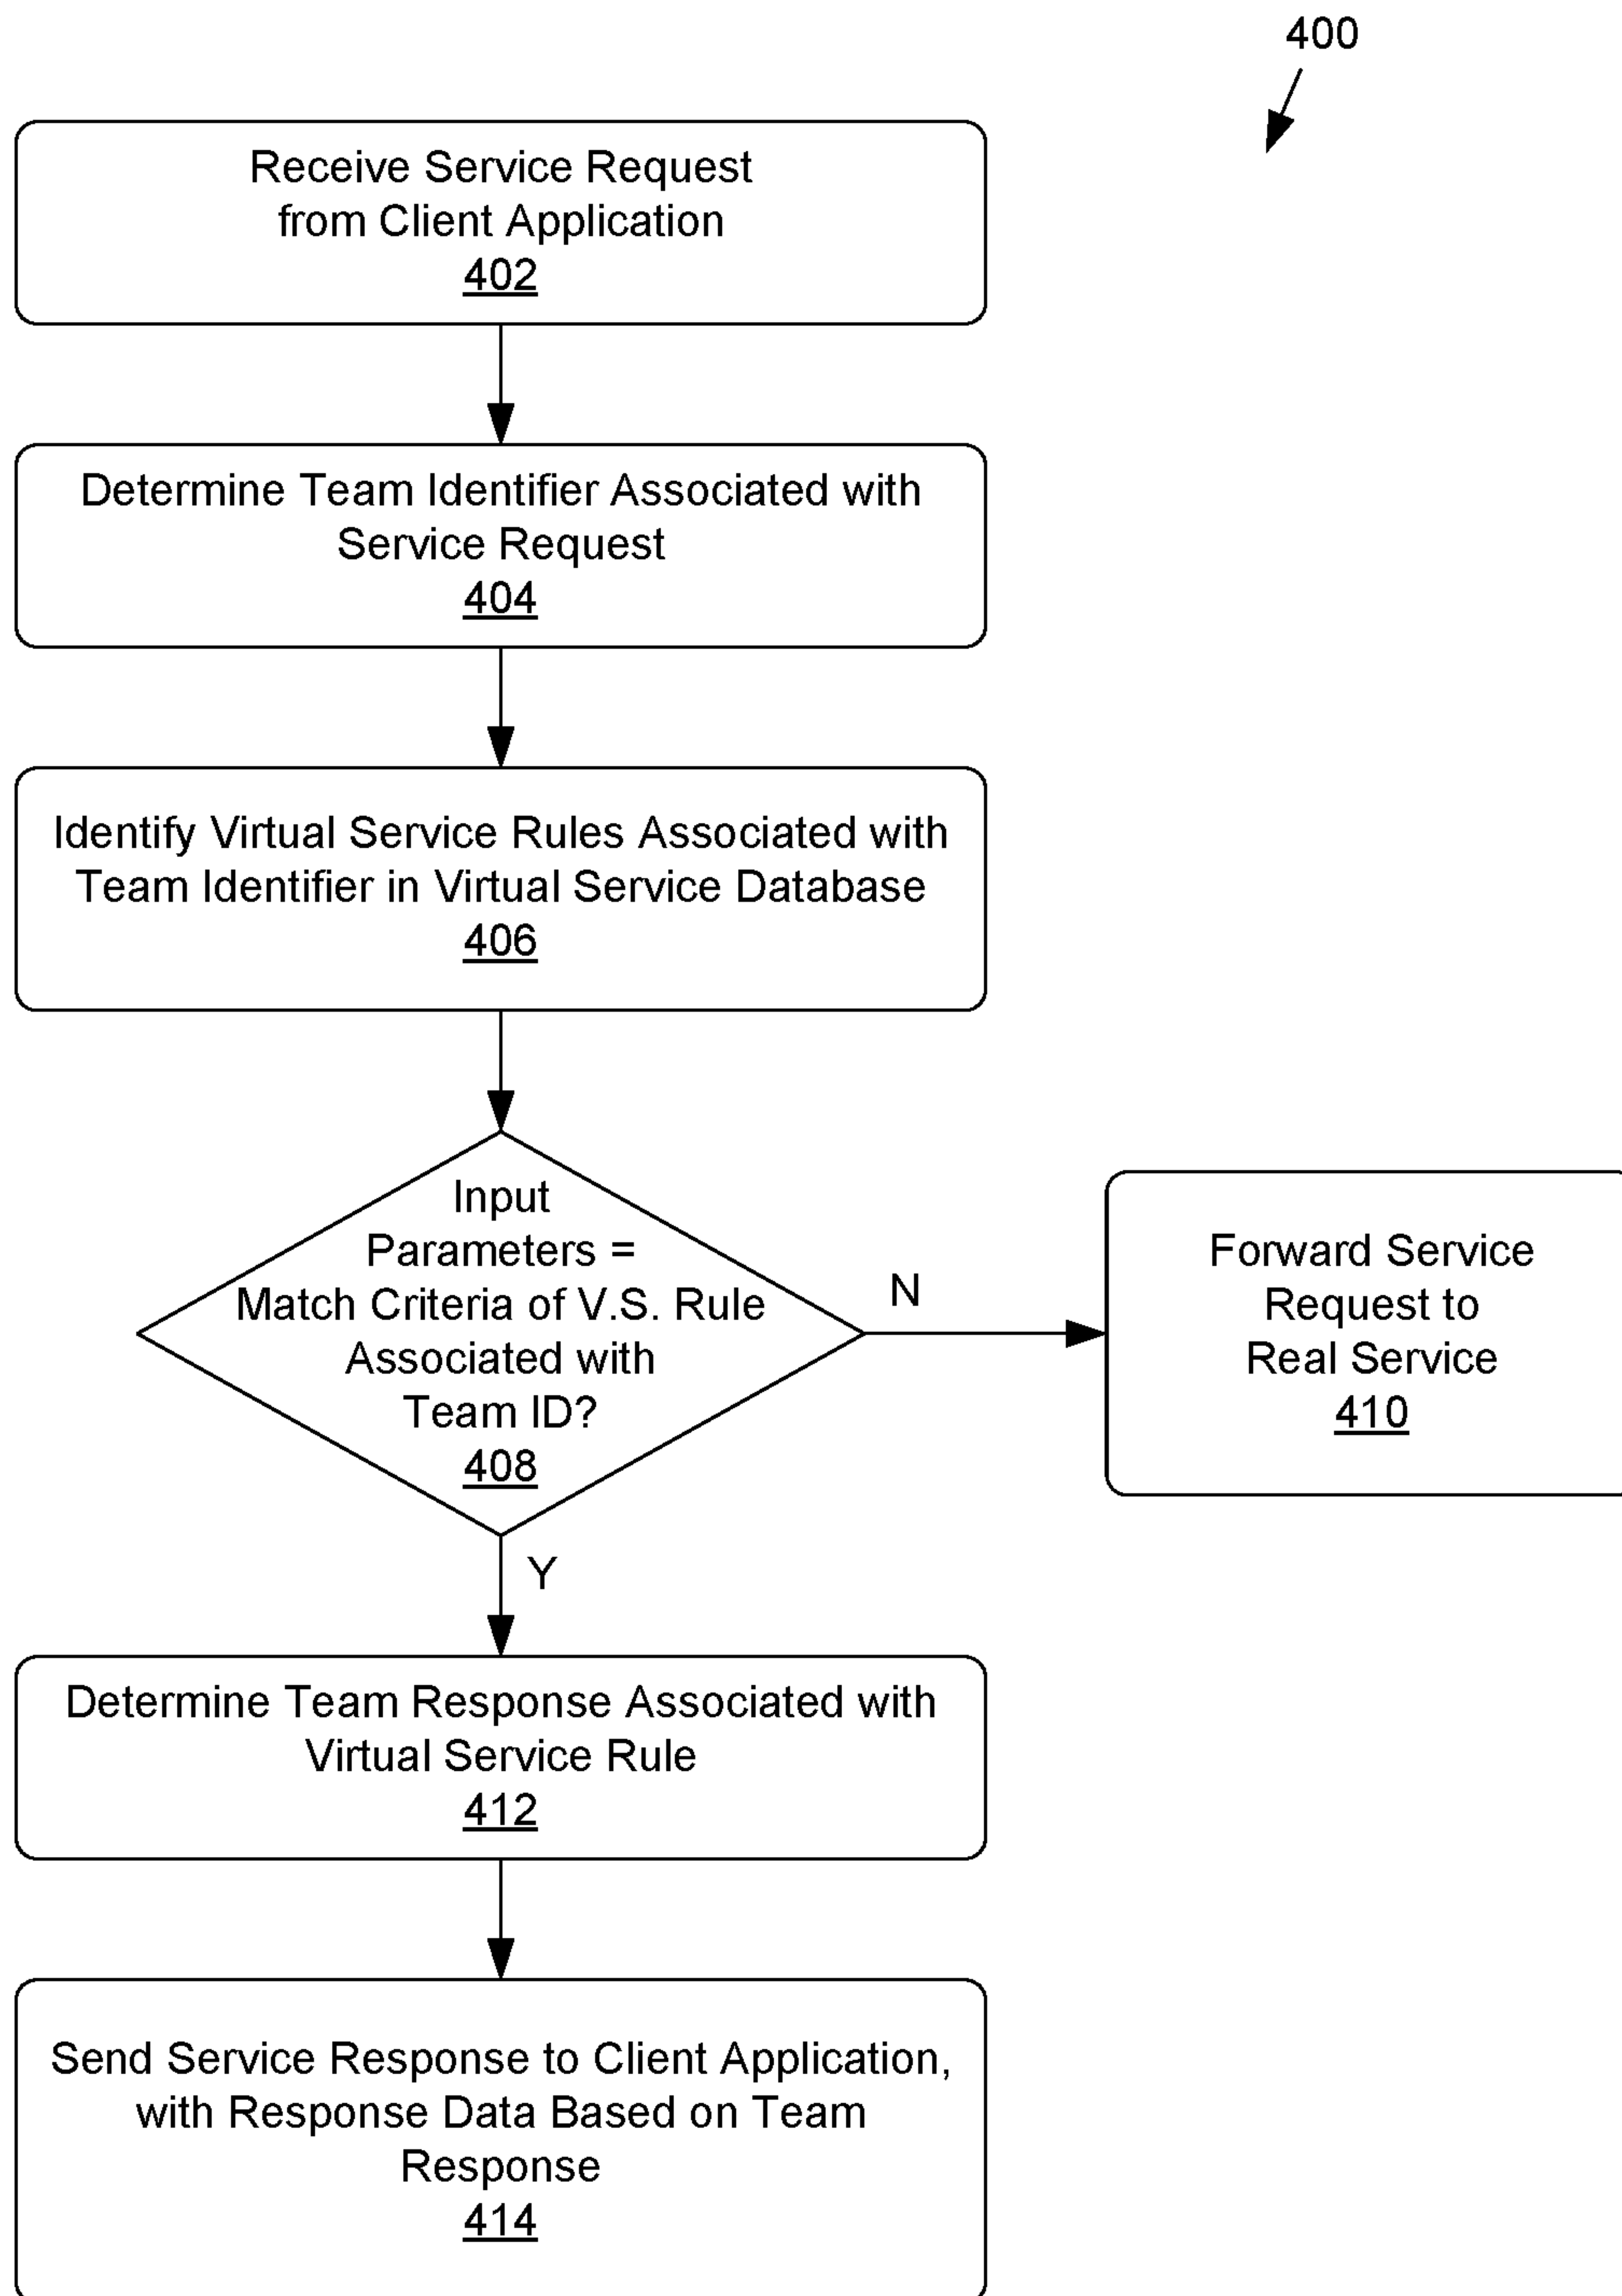 400
Receive Service Request
from Client Application
402
Determine Team Identifier Associated with
Service Request
404
Identify Virtual Service Rules Associated with
Team Identifier in Virtual Service Database
406
Input
Parameters =
Match Criteria of V.S. Rule
Associated with
Team ID?
408
N
Forward Service
Request to
Real Service
410
Y
Determine Team Response Associated with
Virtual Service Rule
412
Send Service Response to Client Application,
with Response Data Based on Team
Response
414